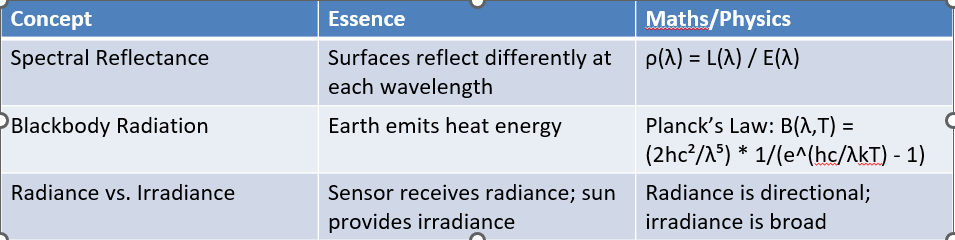 Concept
Essence
Maths/Physics
Spectral Reflectance
Surfaces reflect differently at
each wavelength
ρ(λ) = L(λ) / E(λ)
Blackbody Radiation
Earth emits heat energy
Planck’s Law: B(λ,T) =
(2hc²/λ⁵) * 1/(e^(hc/λkT) - 1)
Radiance vs. Irradiance
Sensor receives radiance; sun
provides irradiance
Radiance is directional;
irradiance is broad